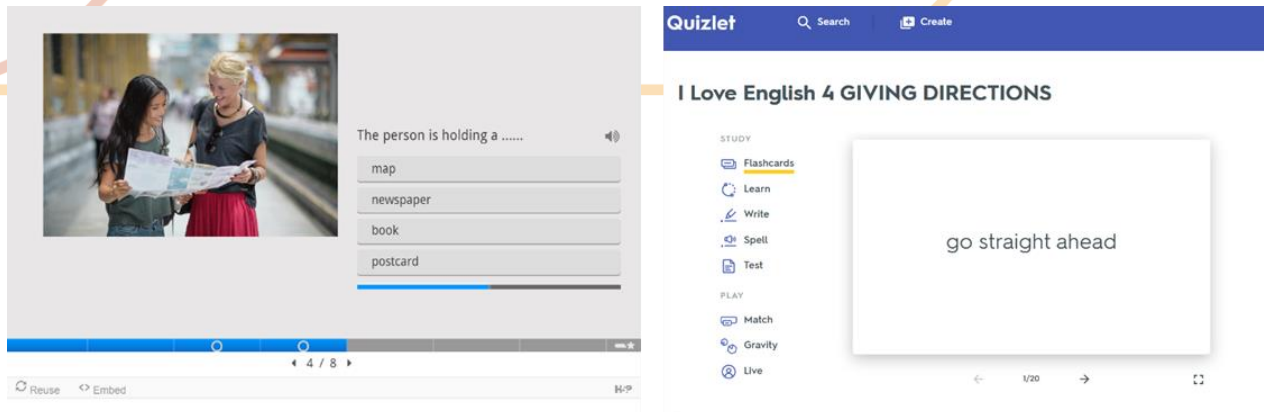 The person is holding a ......
map
newspaper
book
postcard
4 / 8
Reuse
Embed
H5P
Quizlet
Search
Create
I Love English 4 GIVING DIRECTIONS
STUDY
Flashcards
Learn
Write
Spell
Test
PLAY
Match
Gravity
Live
go straight ahead
1/20